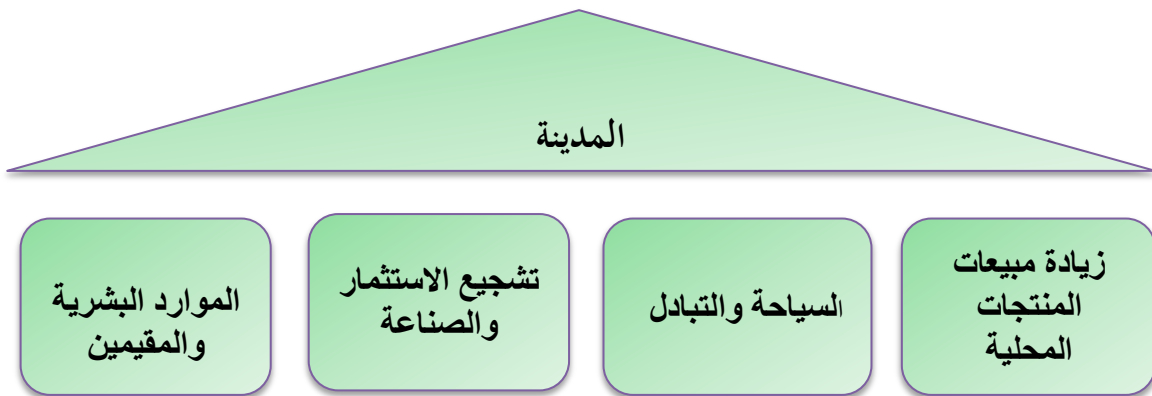 المدينة
زيادة مبيعات
المنتجات
المحلية
السياحة والتبادل
تشجيع الاستثمار
والصناعة
الموارد البشرية
والمقيمين